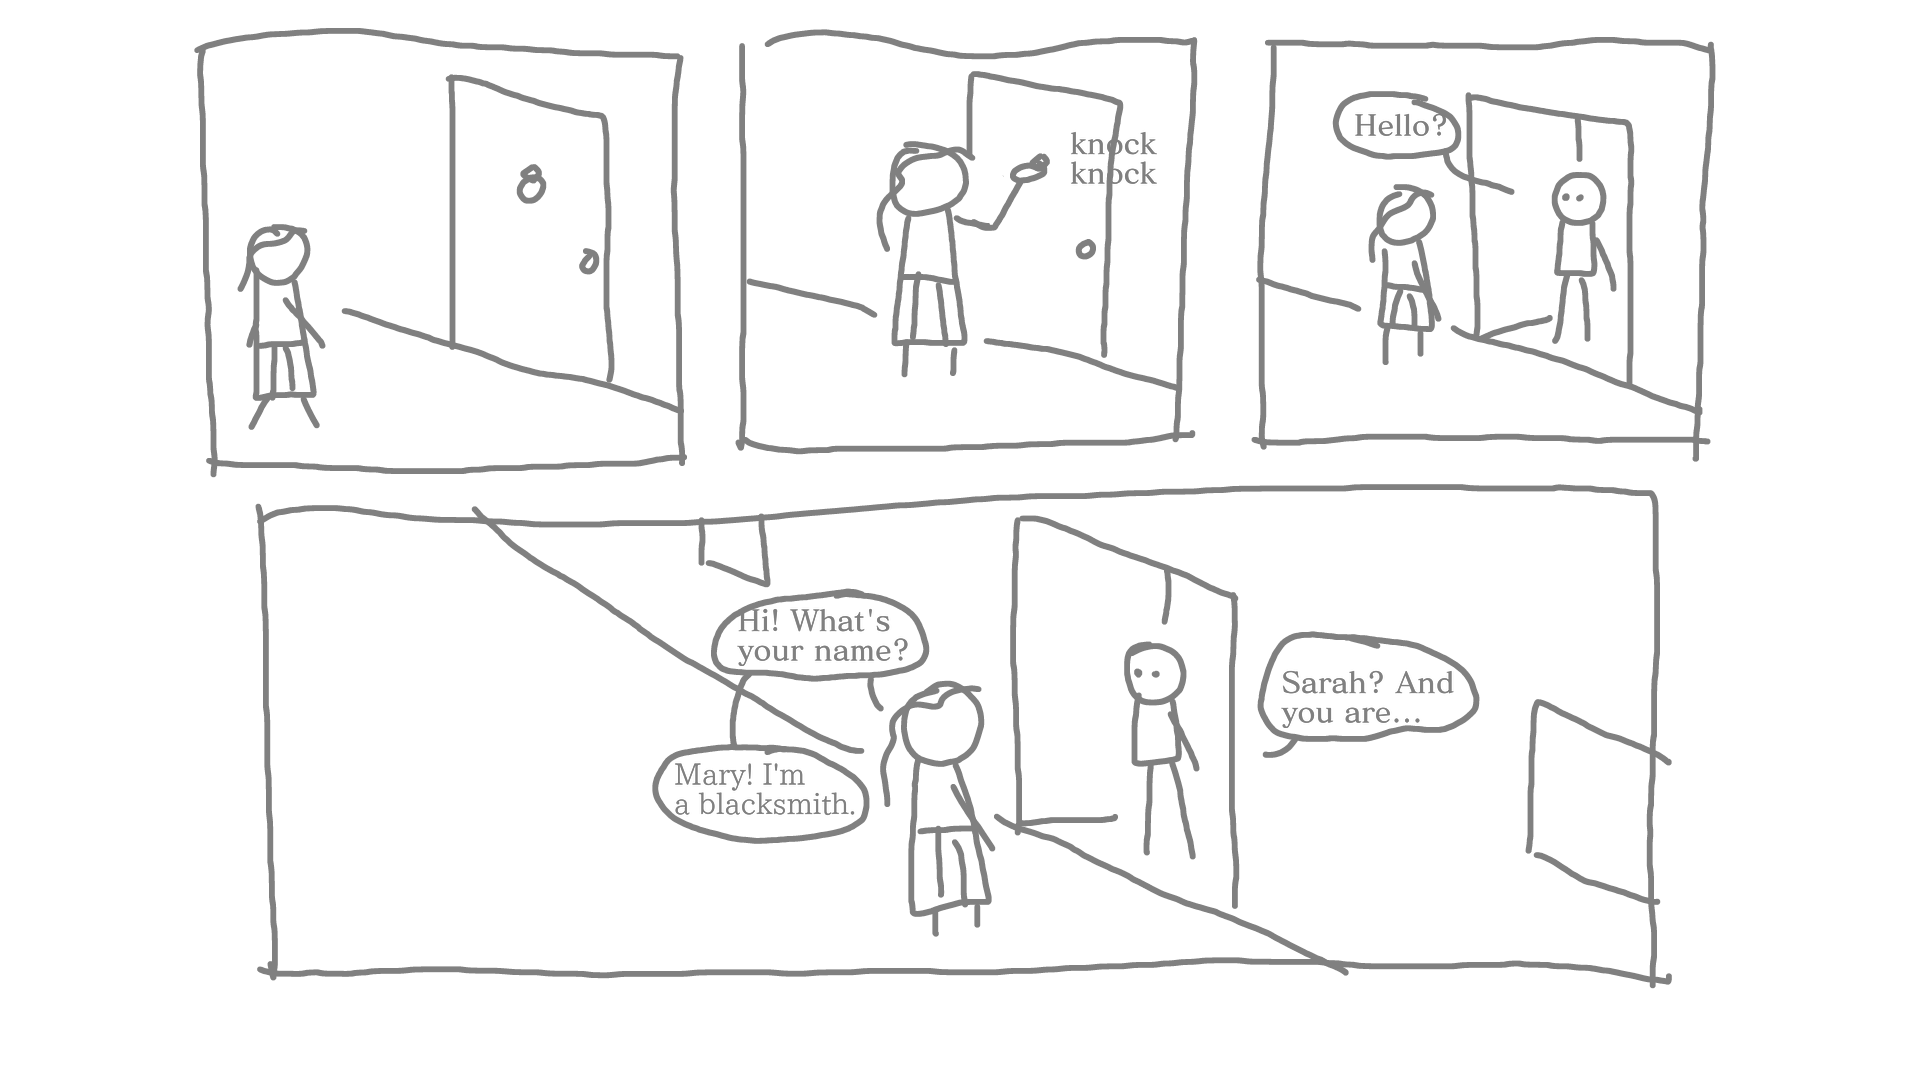 knock
knock
Hello?
Hi! What's
your name?
Sarah? And
you are...
Mary! I'm
a blacksmith.